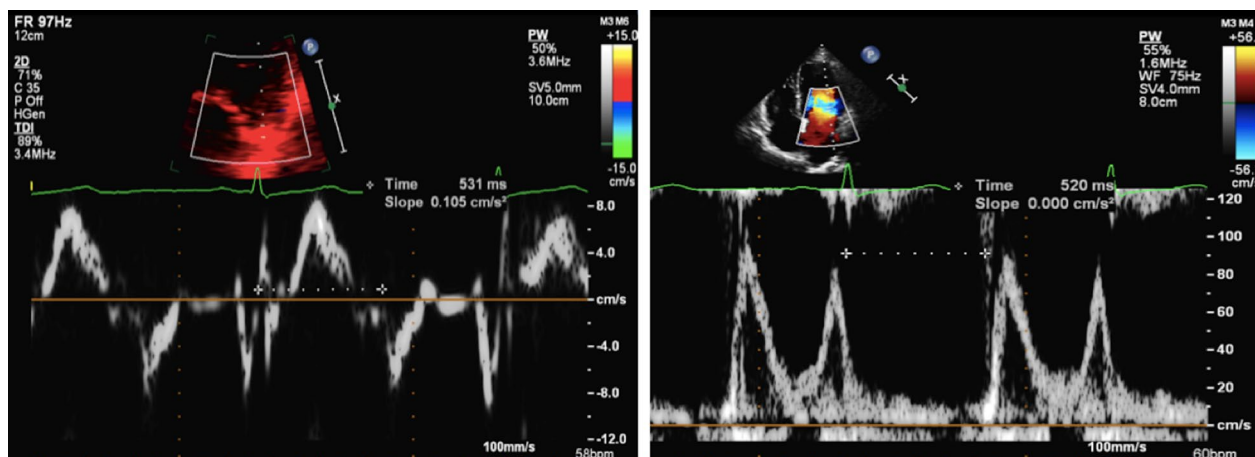 FR 97Hz
12cm
2D
71%
C 35
P Off
HGen
TDI
89%
3.4MHz
P
PW
50%
3.6MHz
SV5.0mm
10.0cm
M3 M6
+15.0
-15.0
cm/s
Time 531 ms
Slope 0.105 cm/s²
8.0
4.0
cm/s
-4.0
-8.0
-12.0
100mm/s
58bpm
P
PW
55%
1.6MHz
WF 75Hz
SV4.0mm
8.0cm
M3 M4
+56.
-56.
cm/s
Time 520 ms
Slope 0.000 cm/s²
120
100
80
60
40
20
cm/s
100mm/s
60bpm